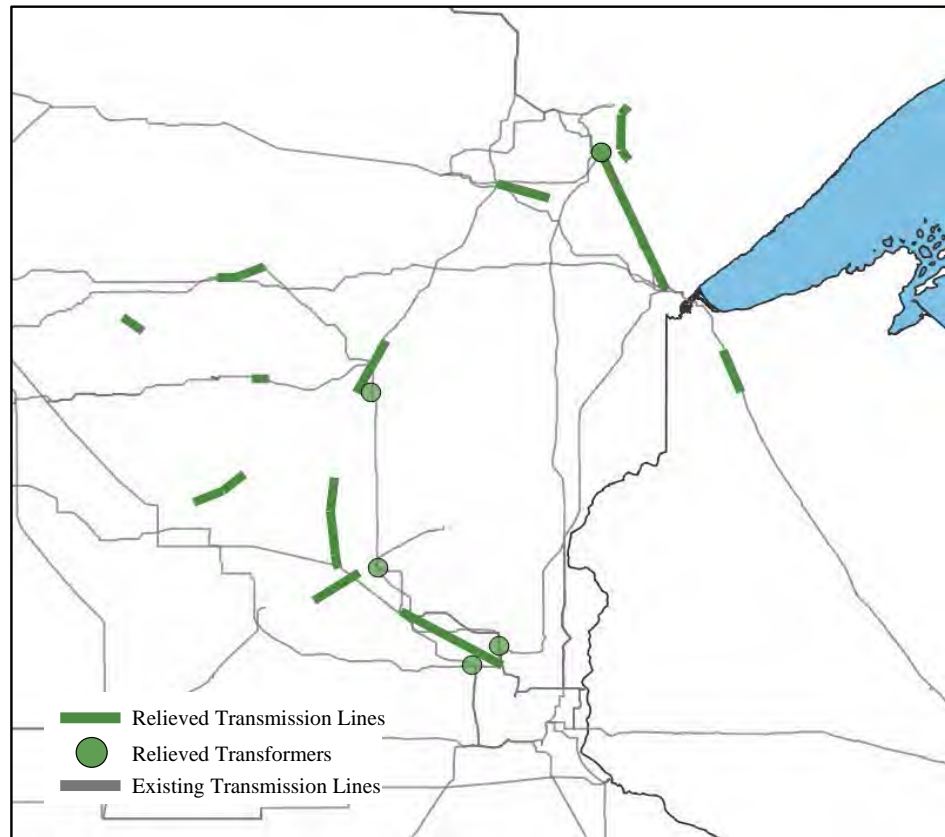 Relieved Transmission Lines
Relieved Transformers
Existing Transmission Lines